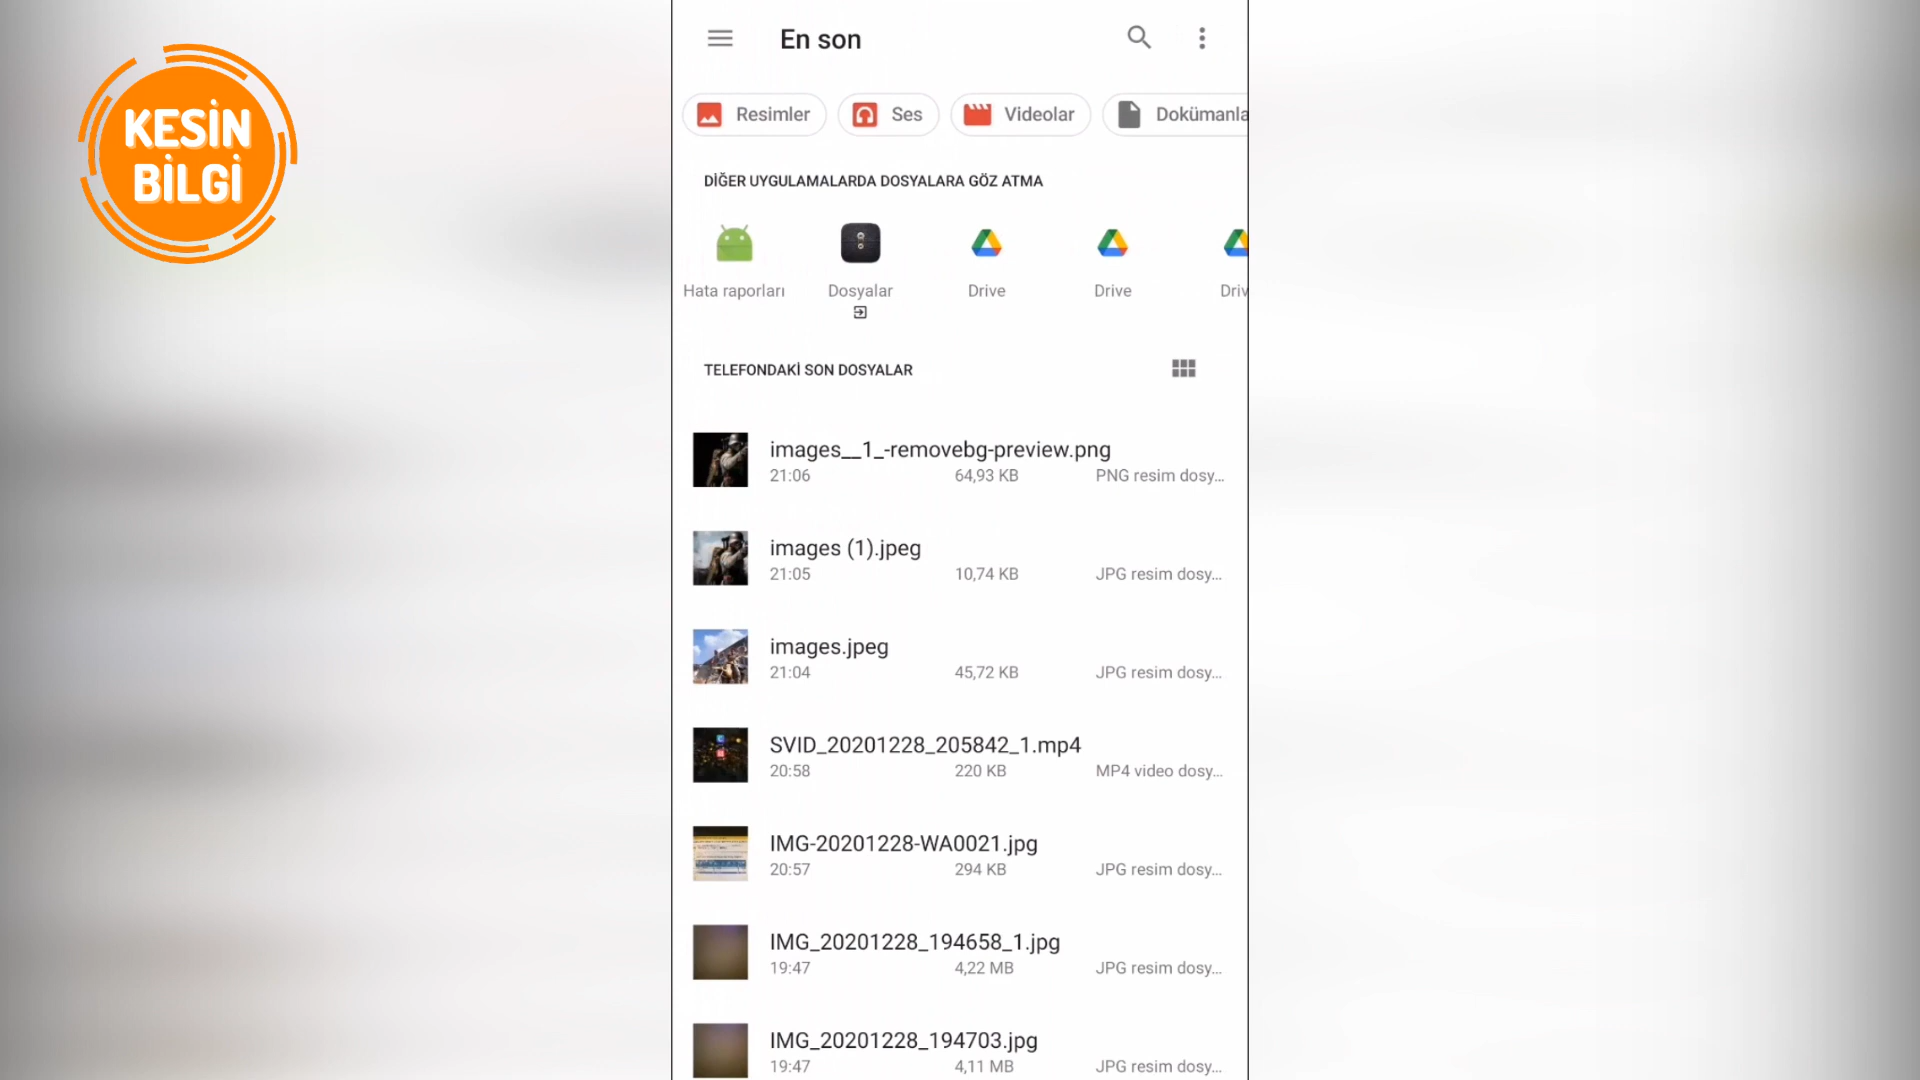 KESİN
BİLGİ
En son
Resimler
Ses
Videolar
Dokümanla
DİĞER UYGULAMALARDA DOSYALARA GÖZ ATMA
Hata raporları
Dosyalar
Drive
Drive
Driv
TELEFONDAKİ SON DOSYALAR
images__1_-removebg-preview.png
21:06 64,93 KB PNG resim dosy...
images (1).jpeg
21:05 10,74 KB JPG resim dosy...
images.jpeg
21:04 45,72 KB JPG resim dosy...
SVID_20201228_205842_1.mp4
20:58 220 KB MP4 video dosy...
IMG-20201228-WA0021.jpg
20:57 294 KB JPG resim dosy...
IMG_20201228_194658_1.jpg
19:47 4,22 MB JPG resim dosy...
IMG_20201228_194703.jpg
19:47 4,11 MB JPG resim dosy...